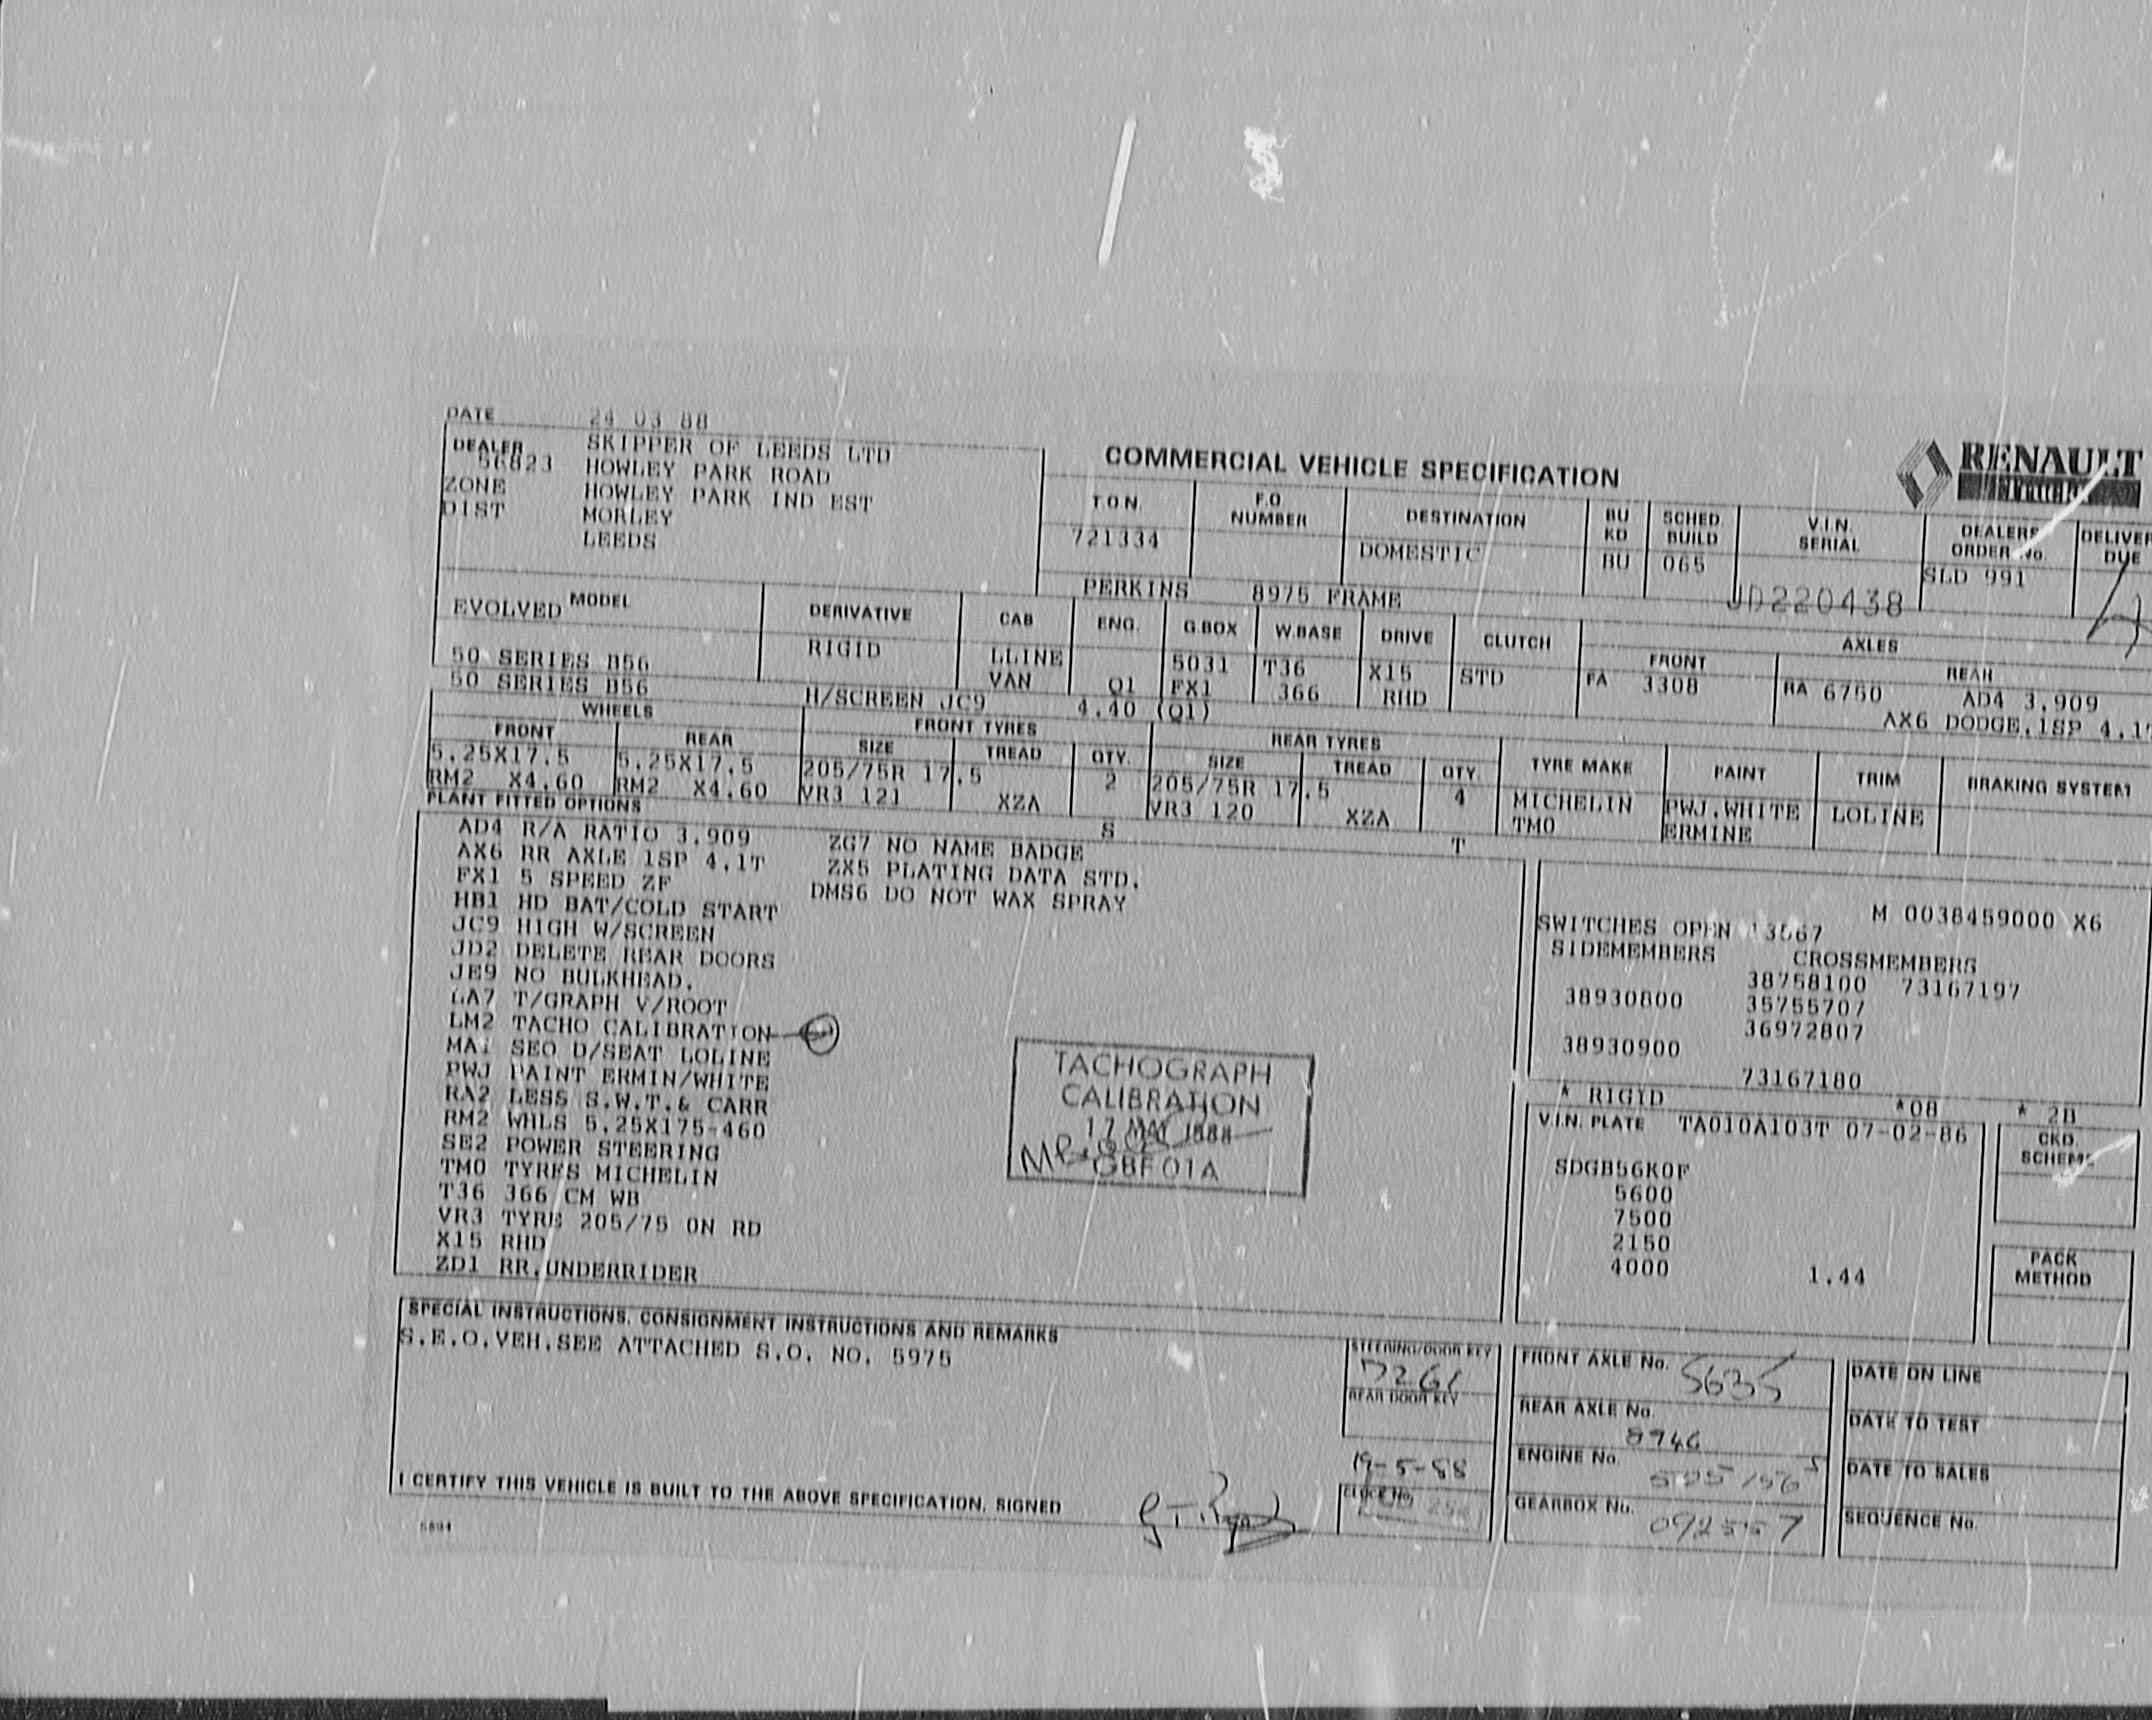 DATE 24 03 88
DEALER SKIPPER OF LEEDS LTD
56823 HOWLEY PARK ROAD
ZONE HOWLEY PARK IND EST
DIST MORLEY
LEEDS
COMMERCIAL VEHICLE SPECIFICATION
RENAULT
T.O.N. F.O. NUMBER DESTINATION BU KD SCHED. BUILD V.I.N. SERIAL DEALERS ORDER No. DELIVER DUE
721334 DOMESTIC BU 065 JD220438 SLD 991
PERKINS 8975 FRAME
MODEL DERIVATIVE CAB ENG. G.BOX W.BASE DRIVE CLUTCH AXLES
FRONT REAR
EVOLVED
50 SERIES B56 RIGID LLINE 5031 T36 X15 STD FA 3308 RA 6750 AD4 3.909
VAN Q1 FX1 366 RHD
50 SERIES B56 H/SCREEN JC9 4.40 (Q1) AX6 DODGE.1SP 4.1T
WHEELS FRONT TYRES REAR TYRES
FRONT REAR SIZE TREAD QTY. SIZE TREAD QTY. TYRE MAKE PAINT TRIM BRAKING SYSTEM
5.25X17.5 5.25X17.5 205/75R 17.5 2 205/75R 17.5 4 MICHELIN PWJ.WHITE LOLINE
RM2 X4.60 RM2 X4.60 VR3 121 XZA VR3 120 XZA TM0 ERMINE
PLANT FITTED OPTIONS S T
AD4 R/A RATIO 3.909 ZG7 NO NAME BADGE
AX6 RR AXLE 1SP 4.1T ZX5 PLATING DATA STD.
FX1 5 SPEED ZF DMS6 DO NOT WAX SPRAY
HB1 HD BAT/COLD START
JC9 HIGH W/SCREEN
JD2 DELETE REAR DOORS
JE9 NO BULKHEAD.
LA7 T/GRAPH V/ROOT
LM2 TACHO CALIBRATION
MA1 SEO D/SEAT LOLINE
PWJ PAINT ERMIN/WHITE
RA2 LESS S.W.T.& CARR
RM2 WHLS 5.25X175-460
SE2 POWER STEERING
TM0 TYRES MICHELIN
T36 366 CM WB
VR3 TYRE 205/75 ON RD
X15 RHD
ZD1 RR.UNDERRIDER
TACHOGRAPH
CALIBRATION
17 MAY 1988
GBF01A
M 0038459000 X6
SWITCHES OPEN 13567
SIDEMEMBERS CROSSMEMBERS
38758100 73167197
38930800 35755707
36972807
38930900
73167180
* RIGID *08 * 2B
V.I.N. PLATE TA010A103T 07-02-86
SDGB56K0F
5600
7500
2150
4000 1.44
CKD. SCHEME
PACK METHOD
SPECIAL INSTRUCTIONS, CONSIGNMENT INSTRUCTIONS AND REMARKS
S.E.O.VEH.SEE ATTACHED S.O. NO. 5975
STEERING/DOOR KEY
REAR DOOR KEY
19-5-88
CLOCK No.
FRONT AXLE No. 5635
REAR AXLE No.
8946
ENGINE No.
GEARBOX No. 092557
DATE ON LINE
DATE TO TEST
DATE TO SALES
SEQUENCE No.
I CERTIFY THIS VEHICLE IS BUILT TO THE ABOVE SPECIFICATION. SIGNED
5894